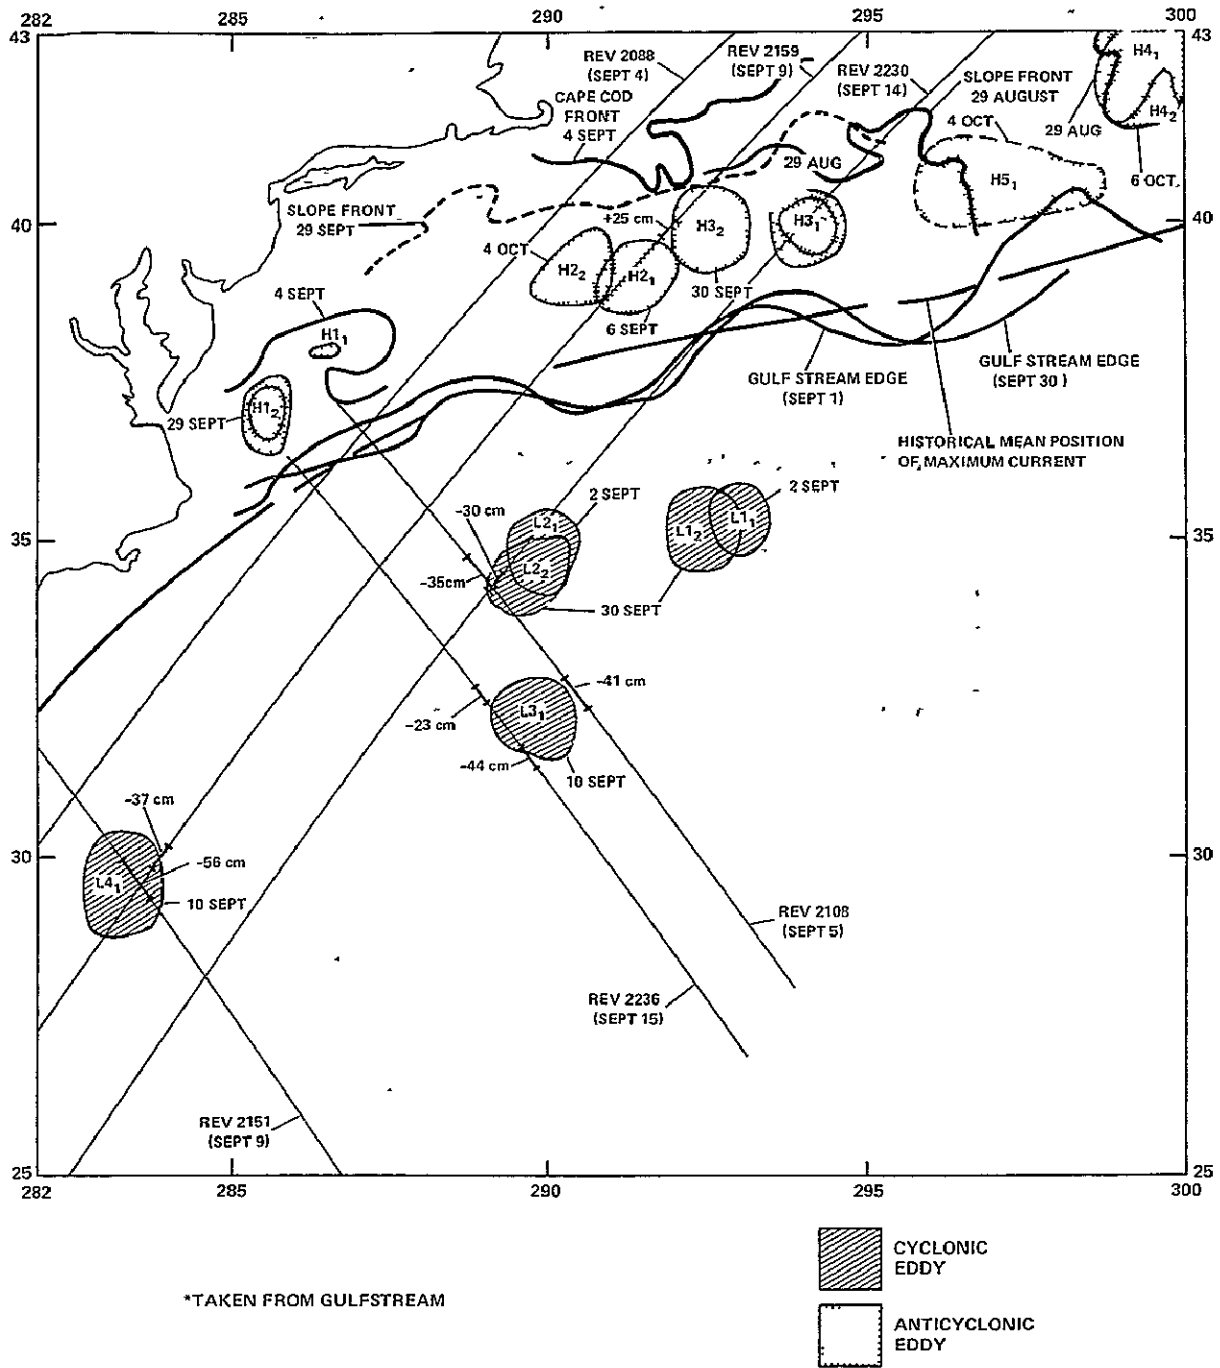 282 285 290 295 300
43 43
REV 2088
(SEPT 4)
REV 2159
(SEPT 9)
REV 2230
(SEPT 14)
SLOPE FRONT
29 AUGUST
4 OCT.
H4₁
H4₂
29 AUG
6 OCT.
CAPE COD
FRONT
4 SEPT
29 AUG
H5₁
40 40
SLOPE FRONT
29 SEPT
+25 cm
H3₂
H3₁
4 OCT
H2₂
H2₁
30 SEPT
6 SEPT
4 SEPT
H1₁
H1₂
29 SEPT
GULF STREAM EDGE
(SEPT 1)
GULF STREAM EDGE
(SEPT 30)
HISTORICAL MEAN POSITION
OF MAXIMUM CURRENT
2 SEPT
2 SEPT
-30 cm
L2₁
L1₂
L1₁
35 35
L2₂
-35cm
30 SEPT
-41 cm
L3₁
-23 cm
-44 cm
10 SEPT
-37 cm
30 30
-56 cm
L4₁
10 SEPT
REV 2108
(SEPT 5)
REV 2236
(SEPT 15)
REV 2151
(SEPT 9)
25 25
282 285 290 295 300
CYCLONIC
EDDY
*TAKEN FROM GULFSTREAM
ANTICYCLONIC
EDDY